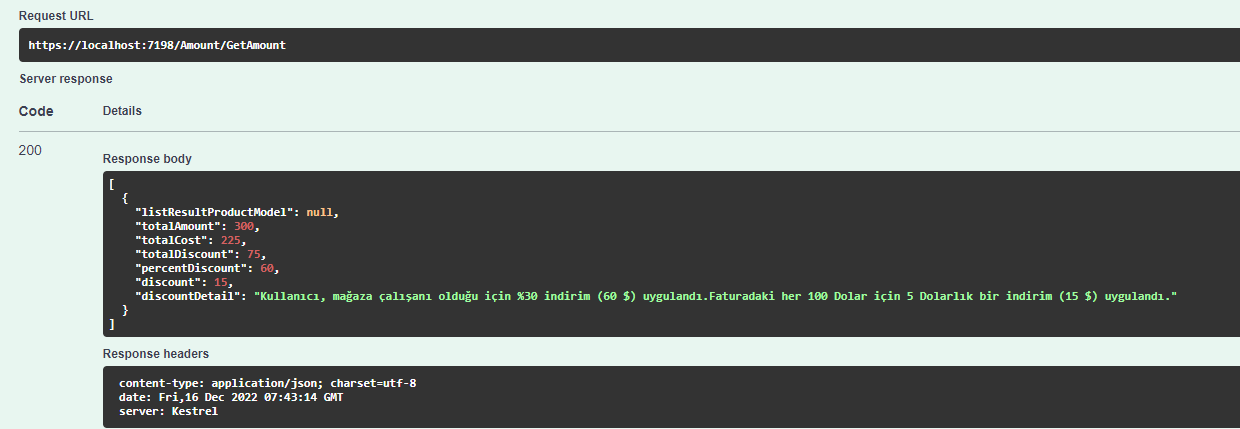 Request URL
https://localhost:7198/Amount/GetAmount
Server response
Code Details
200
Response body
[
  {
    "listResultProductModel": null,
    "totalAmount": 300,
    "totalCost": 225,
    "totalDiscount": 75,
    "percentDiscount": 60,
    "discount": 15,
    "discountDetail": "Kullanıcı, mağaza çalışanı olduğu için %30 indirim (60 $) uygulandı.Faturadaki her 100 Dolar için 5 Dolarlık bir indirim (15 $) uygulandı."
  }
]
Response headers
content-type: application/json; charset=utf-8
date: Fri,16 Dec 2022 07:43:14 GMT
server: Kestrel